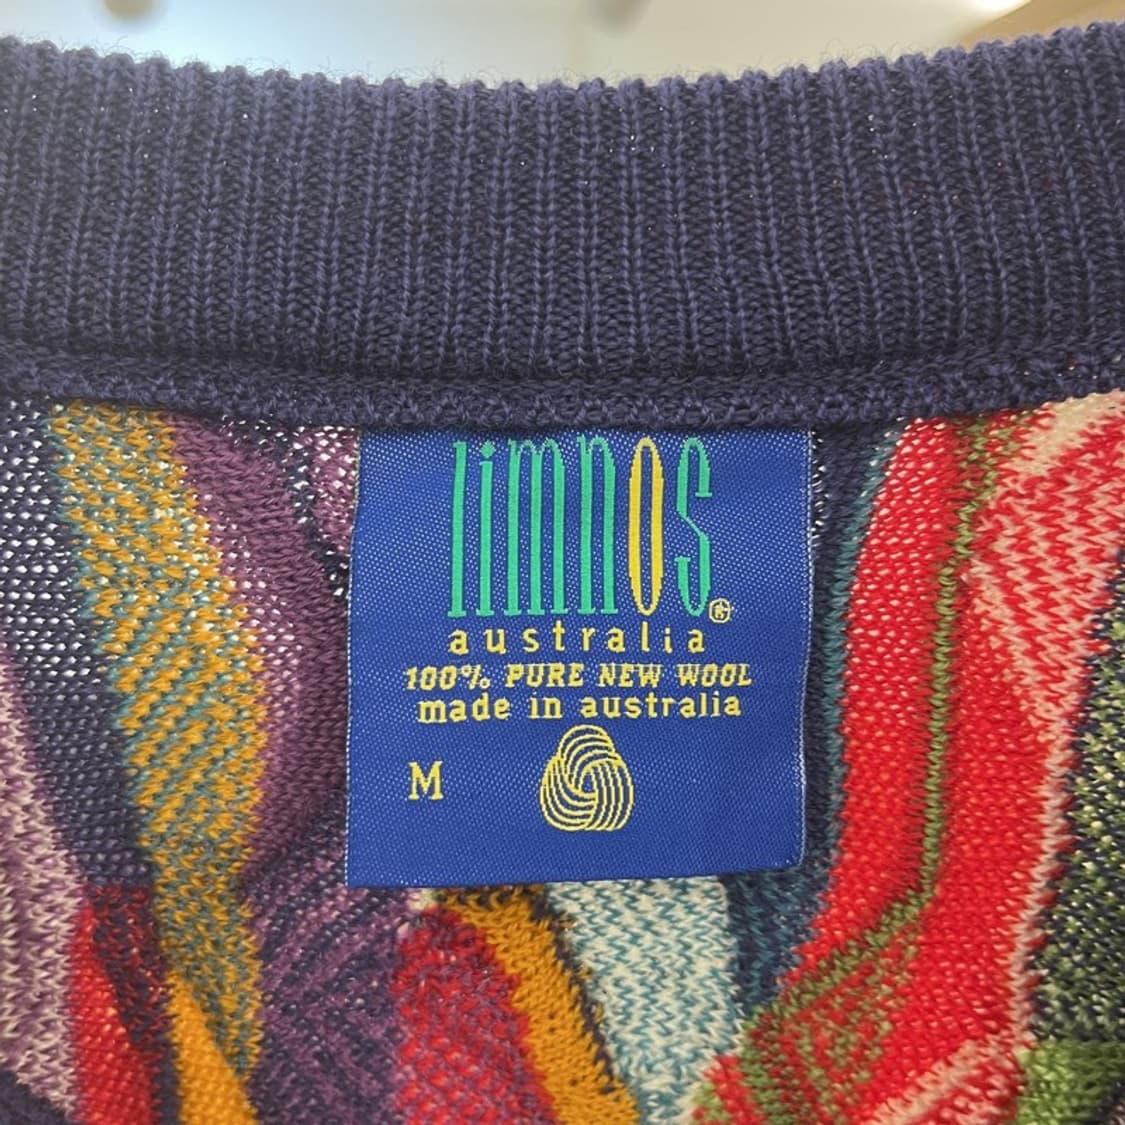 limnos®
australia
100% PURE NEW WOOL
made in australia
M